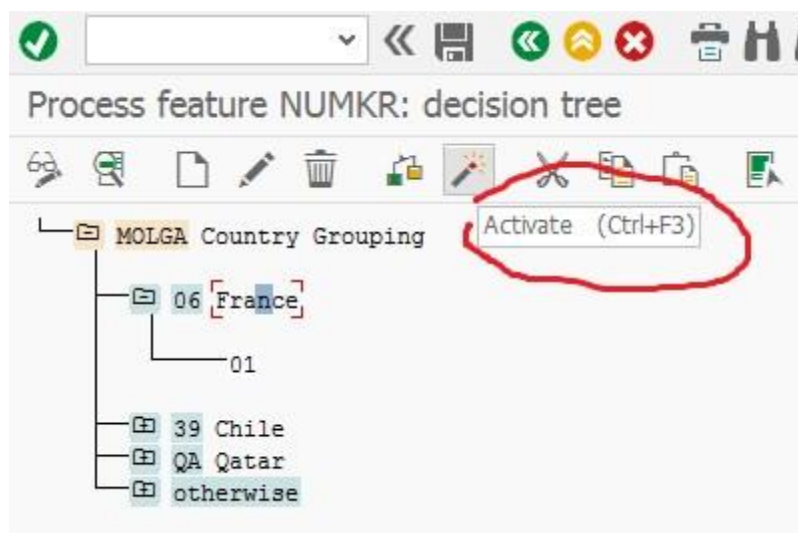 Process feature NUMKR: decision tree
Activate (Ctrl+F3)
MOLGA Country Grouping
06 France
01
39 Chile
QA Qatar
otherwise